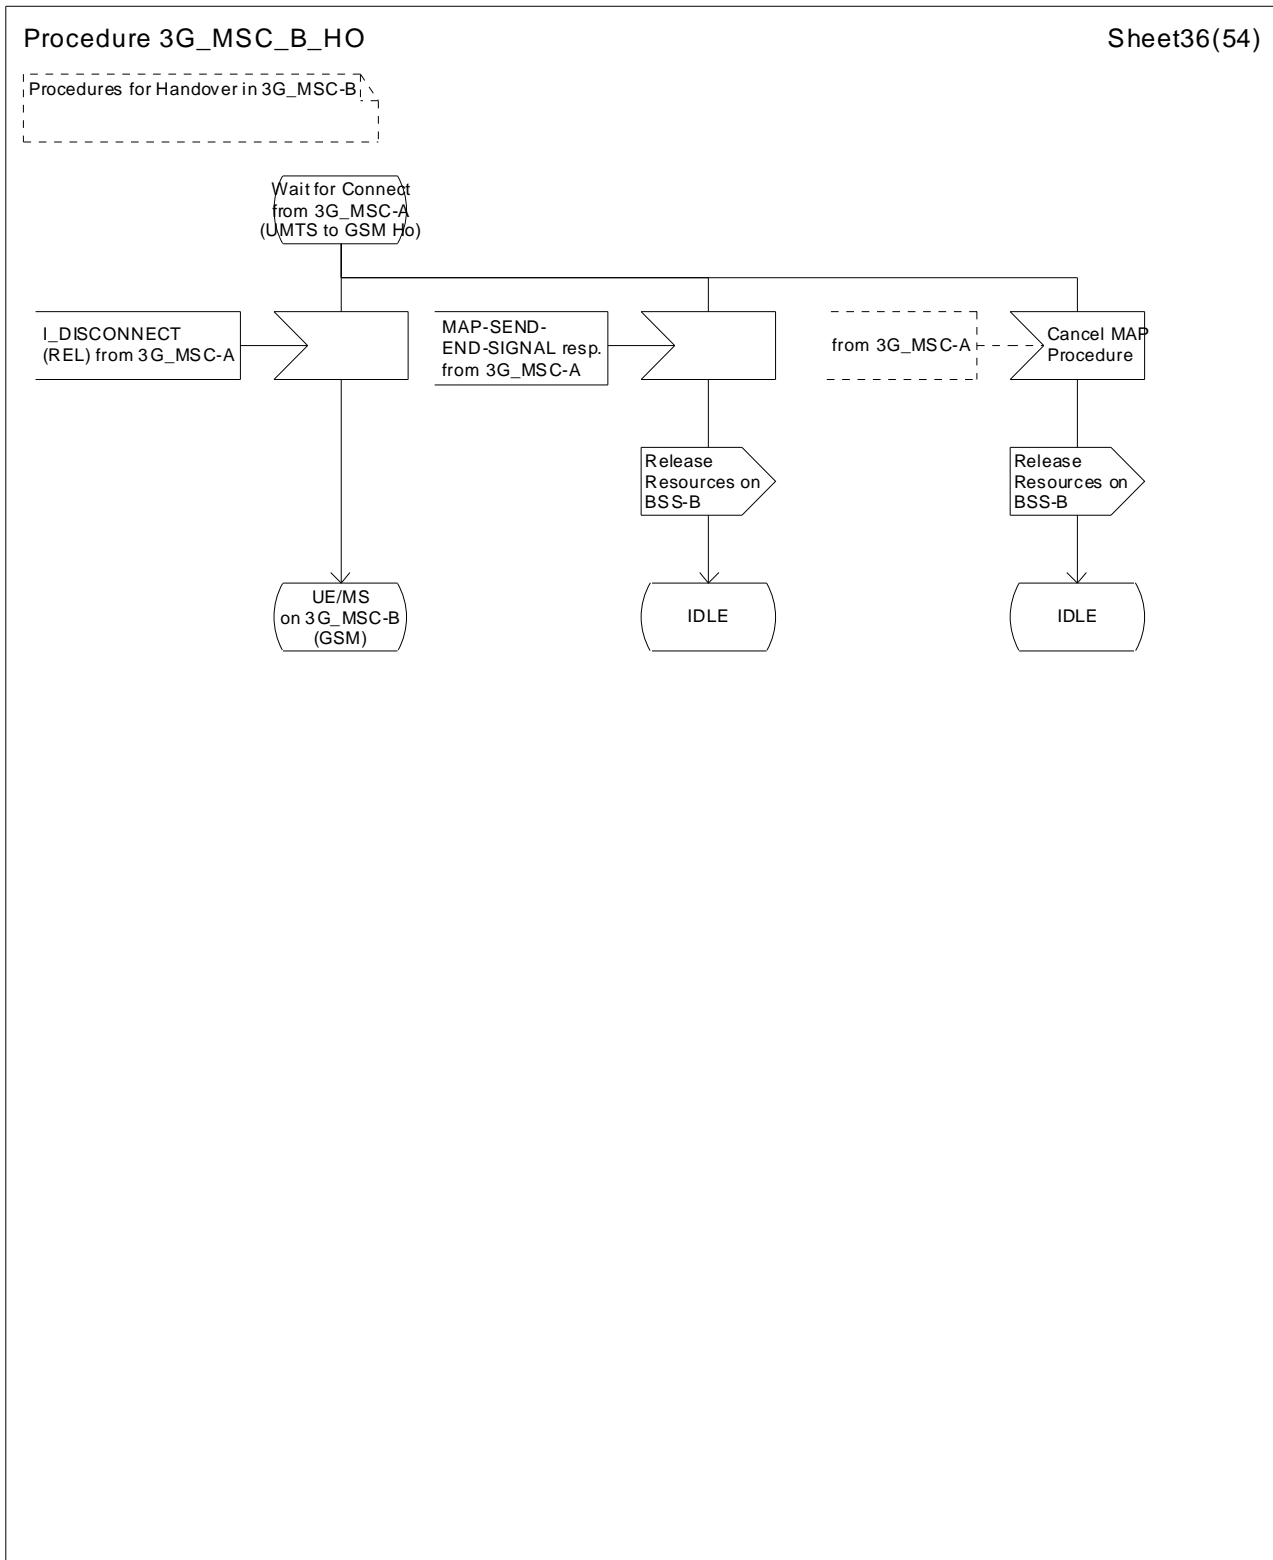 Procedure 3G_MSC_B_HO
Sheet36(54)
Procedures for Handover in 3G_MSC-B
Wait for Connect
from 3G_MSC-A
(UMTS to GSM Ho)
I_DISCONNECT
(REL) from 3G_MSC-A
MAP-SEND-
END-SIGNAL resp.
from 3G_MSC-A
from 3G_MSC-A
Cancel MAP
Procedure
Release
Resources on
BSS-B
Release
Resources on
BSS-B
UE/MS
on 3G_MSC-B
(GSM)
IDLE
IDLE